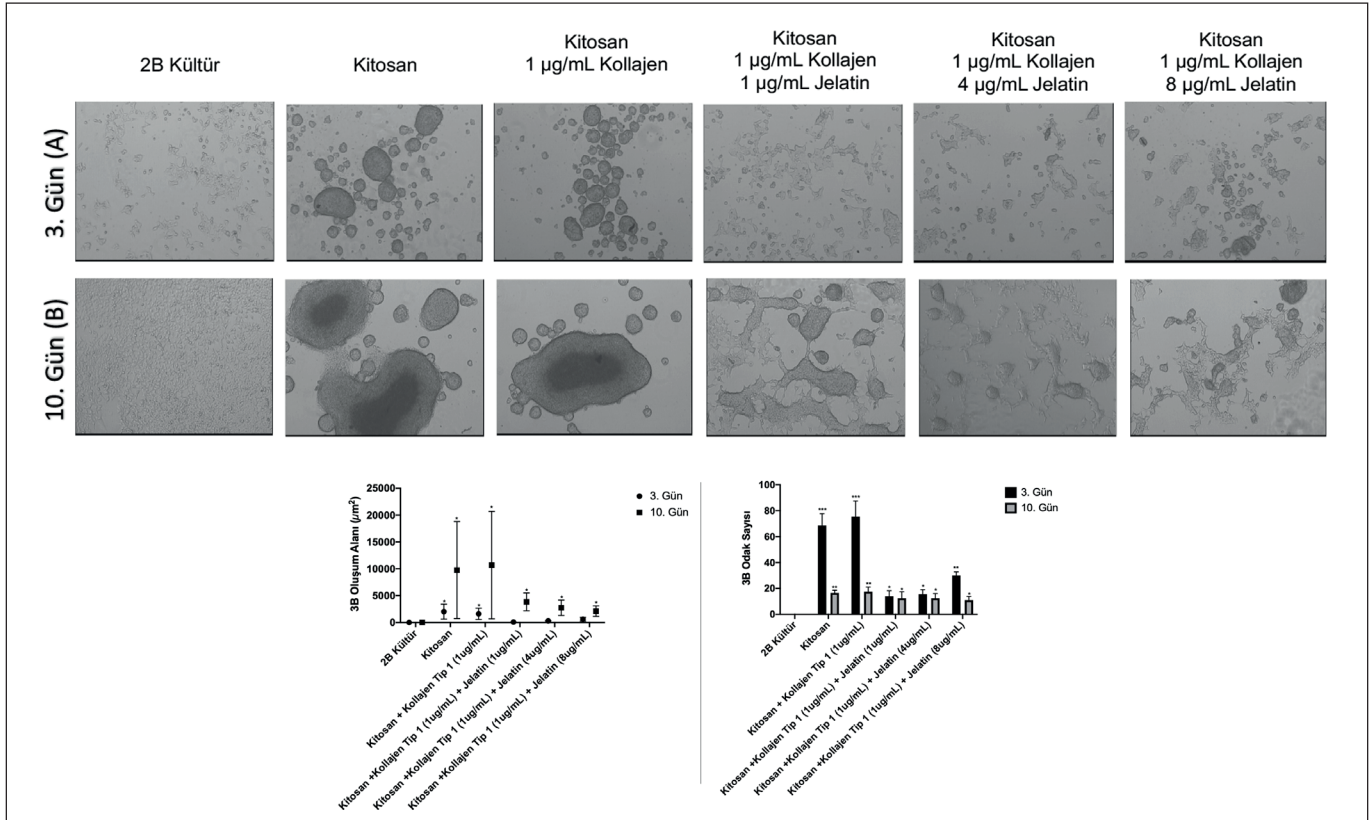 2B Kültür
Kitosan
Kitosan
1 µg/mL Kollajen
Kitosan
1 µg/mL Kollajen
1 µg/mL Jelatin
Kitosan
1 µg/mL Kollajen
4 µg/mL Jelatin
Kitosan
1 µg/mL Kollajen
8 µg/mL Jelatin
3. Gün (A)
10. Gün (B)
3B Oluşum Alanı (µm²)
25000
20000
15000
10000
5000
0
* * * * * * *
3. Gün
10. Gün
2B Kültür
Kitosan
Kitosan + Kollajen Tip 1 (1ug/mL)
Kitosan +Kollajen Tip 1 (1ug/mL) + Jelatin (1ug/mL)
Kitosan +Kollajen Tip 1 (1ug/mL) + Jelatin (4ug/mL)
Kitosan +Kollajen Tip 1 (1ug/mL) + Jelatin (8ug/mL)
3B Odak Sayısı
100
80
60
40
20
0
*** ** *** ** * * * * ** *
3. Gün
10. Gün
2B Kültür
Kitosan
Kitosan + Kollajen Tip 1 (1ug/mL)
Kitosan +Kollajen Tip 1 (1ug/mL) + Jelatin (1ug/mL)
Kitosan +Kollajen Tip 1 (1ug/mL) + Jelatin (4ug/mL)
Kitosan +Kollajen Tip 1 (1ug/mL) + Jelatin (8ug/mL)